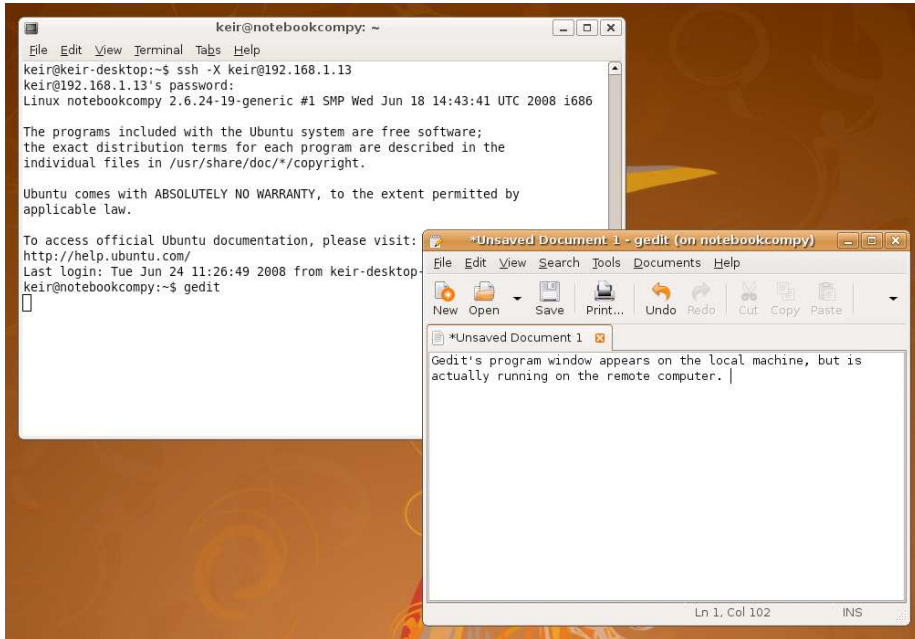 keir@notebookcompy: ~
File Edit View Terminal Tabs Help
keir@keir-desktop:~$ ssh -X keir@192.168.1.13
keir@192.168.1.13's password:
Linux notebookcompy 2.6.24-19-generic #1 SMP Wed Jun 18 14:43:41 UTC 2008 i686
The programs included with the Ubuntu system are free software;
the exact distribution terms for each program are described in the
individual files in /usr/share/doc/*/copyright.
Ubuntu comes with ABSOLUTELY NO WARRANTY, to the extent permitted by
applicable law.
To access official Ubuntu documentation, please visit:
http://help.ubuntu.com/
Last login: Tue Jun 24 11:26:49 2008 from keir-desktop-
keir@notebookcompy:~$ gedit
*Unsaved Document 1 - gedit (on notebookcompy)
File Edit View Search Tools Documents Help
New Open Save Print... Undo Redo Cut Copy Paste
*Unsaved Document 1
Gedit's program window appears on the local machine, but is
actually running on the remote computer.
Ln 1, Col 102 INS